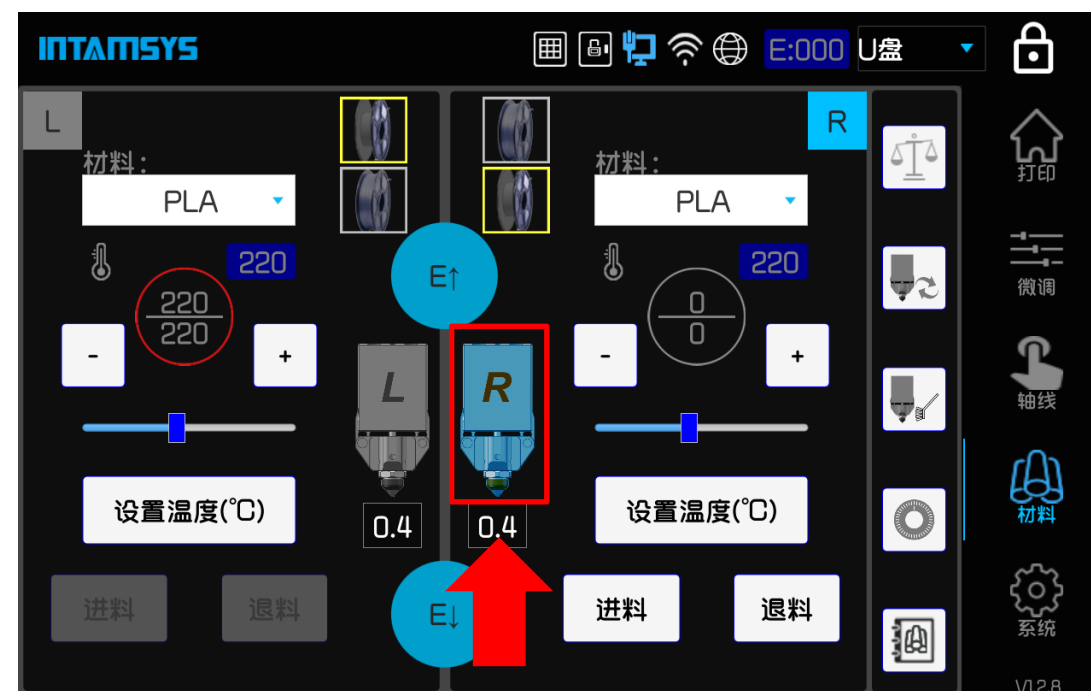 INTAMSYS
E:000
U盘
L
R
材料：
PLA
220
220
220
-
+
设置温度(℃)
进料
退料
E↑
L
R
0.4
0.4
E↓
材料：
PLA
220
0
0
-
+
设置温度(℃)
进料
退料
打印
微调
轴线
材料
系统
V1.2.8